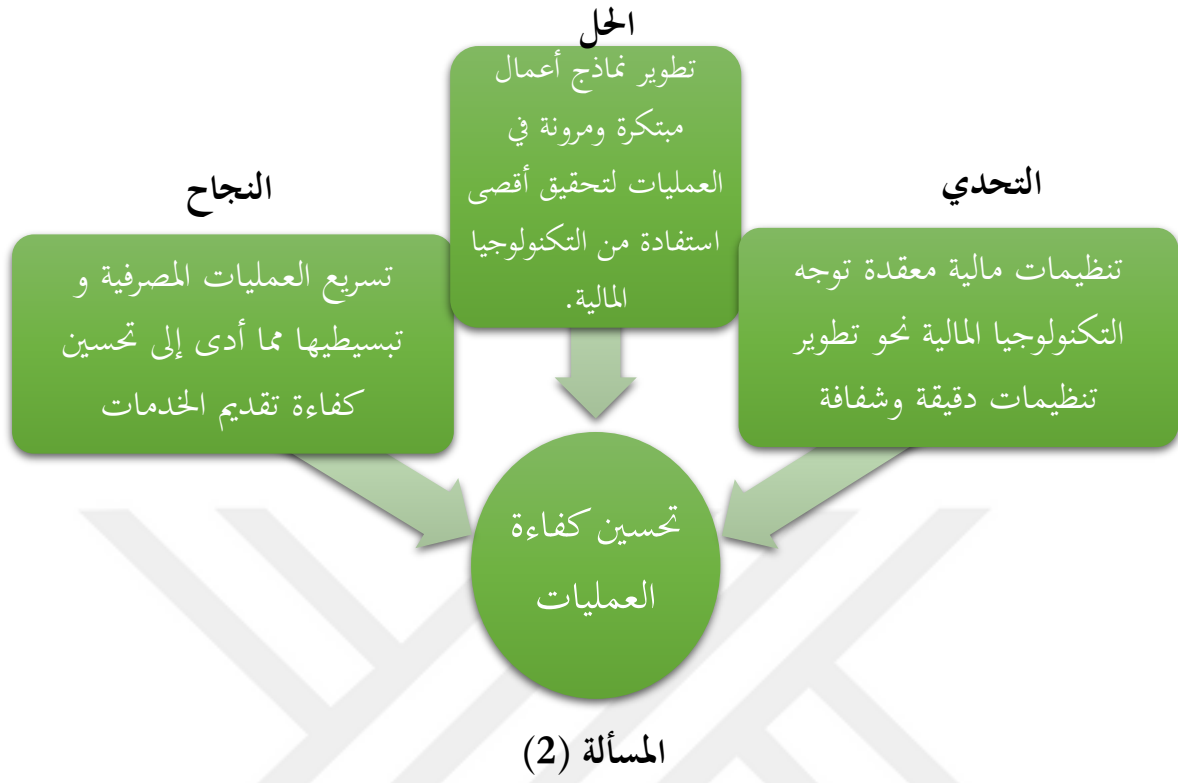 الحل
تطوير نماذج أعمال
مبتكرة ومرونة في
العمليات لتحقيق أقصى
استفادة من التكنولوجيا
المالية.
التحدي
تنظيمات مالية معقدة توجه
التكنولوجيا المالية نحو تطوير
تنظيمات دقيقة وشفافة
النجاح
تسريع العمليات المصرفية و
تبسيطيها مما أدى إلى تحسين
كفاءة تقديم الخدمات
تحسين كفاءة
العمليات
المسألة (2)